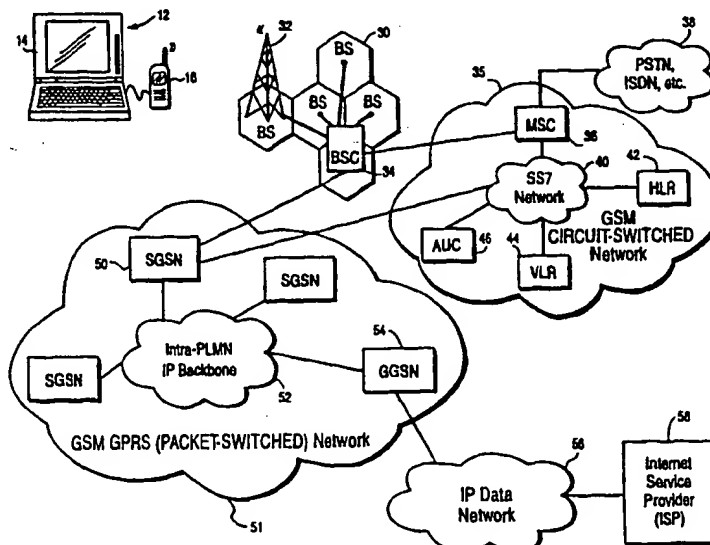 12
14
16
32
30
BS
BS
BS
BS
BSC
34
35
38
PSTN,
ISDN, etc.
MSC
36
40
SS7
Network
42
HLR
GSM
CIRCUIT-SWITCHED
Network
AUC
46
VLR
44
50
SGSN
SGSN
SGSN
Intra-PLMN
IP Backbone
52
54
GGSN
GSM GPRS (PACKET-SWITCHED) Network
51
56
IP Data
Network
58
Internet
Service
Provider
(ISP)